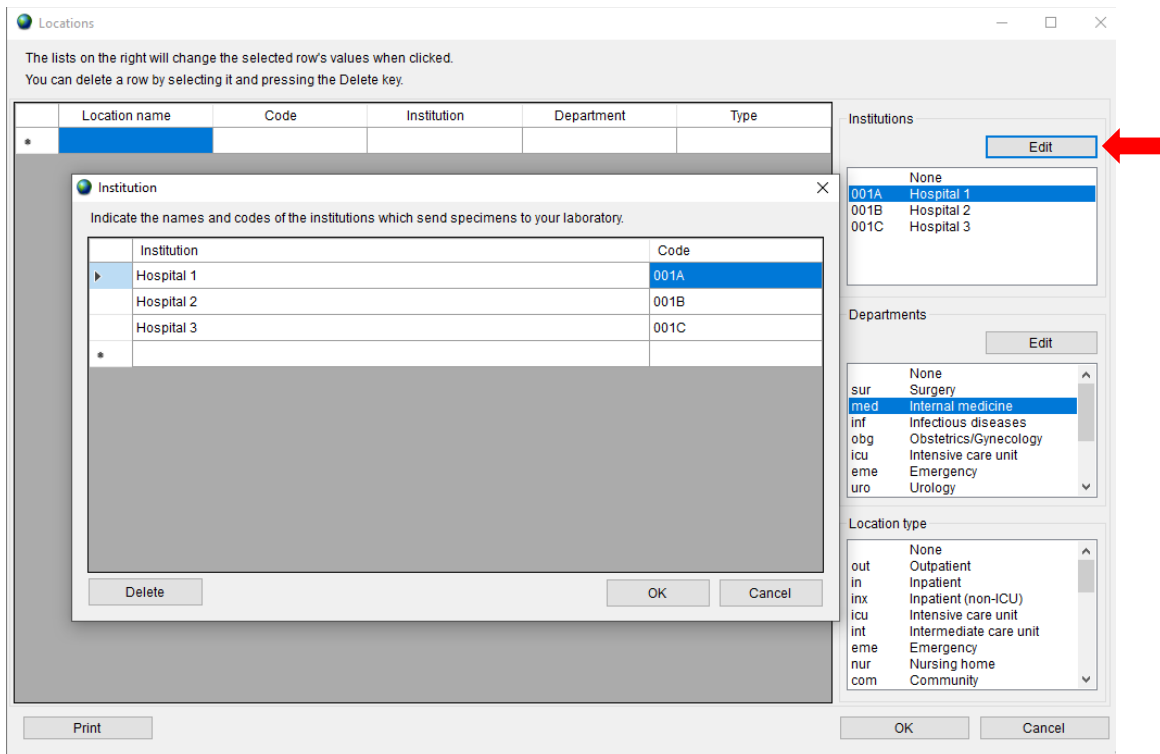 Locations
The lists on the right will change the selected row's values when clicked.
You can delete a row by selecting it and pressing the Delete key.
Location name Code Institution Department Type
*
Institutions
Edit
None
001A Hospital 1
001B Hospital 2
001C Hospital 3
Institution
Indicate the names and codes of the institutions which send specimens to your laboratory.
Institution Code
Hospital 1 001A
Hospital 2 001B
Hospital 3 001C
*
Delete OK Cancel
Departments
Edit
None
sur Surgery
med Internal medicine
inf Infectious diseases
obg Obstetrics/Gynecology
icu Intensive care unit
eme Emergency
uro Urology
Location type
None
out Outpatient
in Inpatient
inx Inpatient (non-ICU)
icu Intensive care unit
int Intermediate care unit
eme Emergency
nur Nursing home
com Community
Print OK Cancel